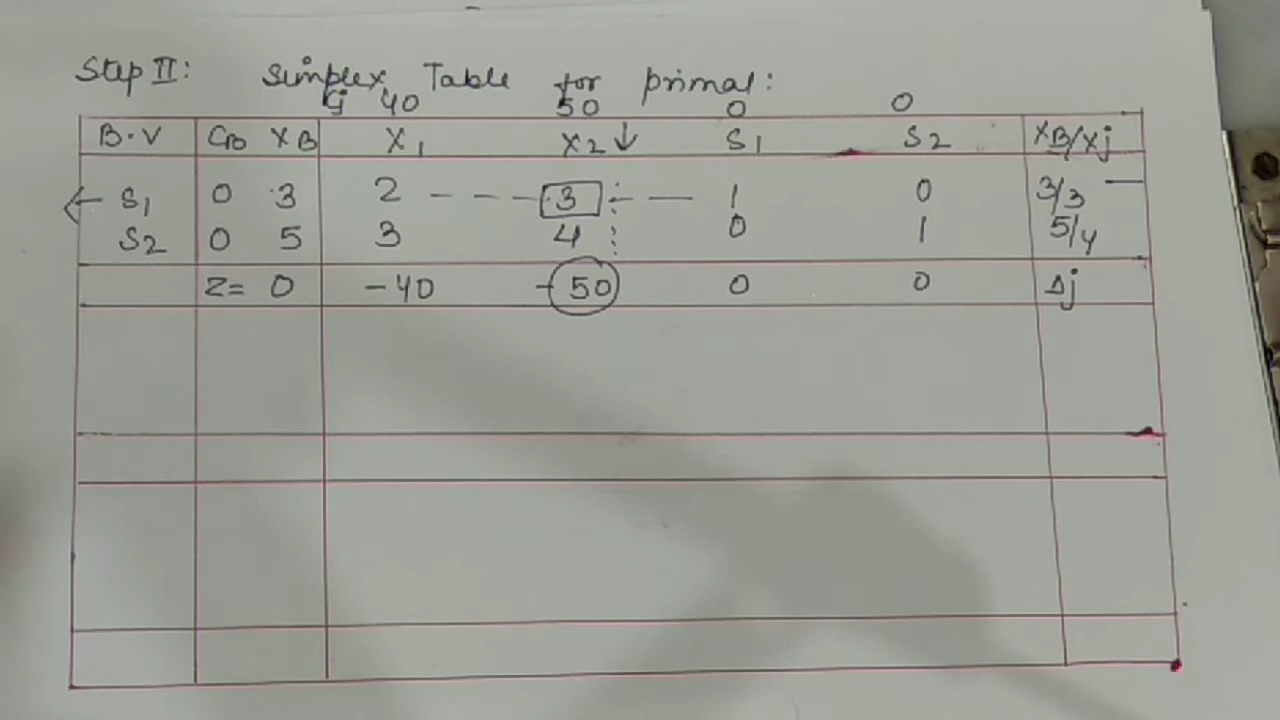 Step II: Simplex Table for primal:
Cj 40 50 0 0
B.V CB XB X1 X2 ↓ S1 S2 XB/Xj
← S1 0 3 2 3 1 0 3/3 —
S2 0 5 3 4 0 1 5/4
Z= 0 -40 -50 0 0 Δj